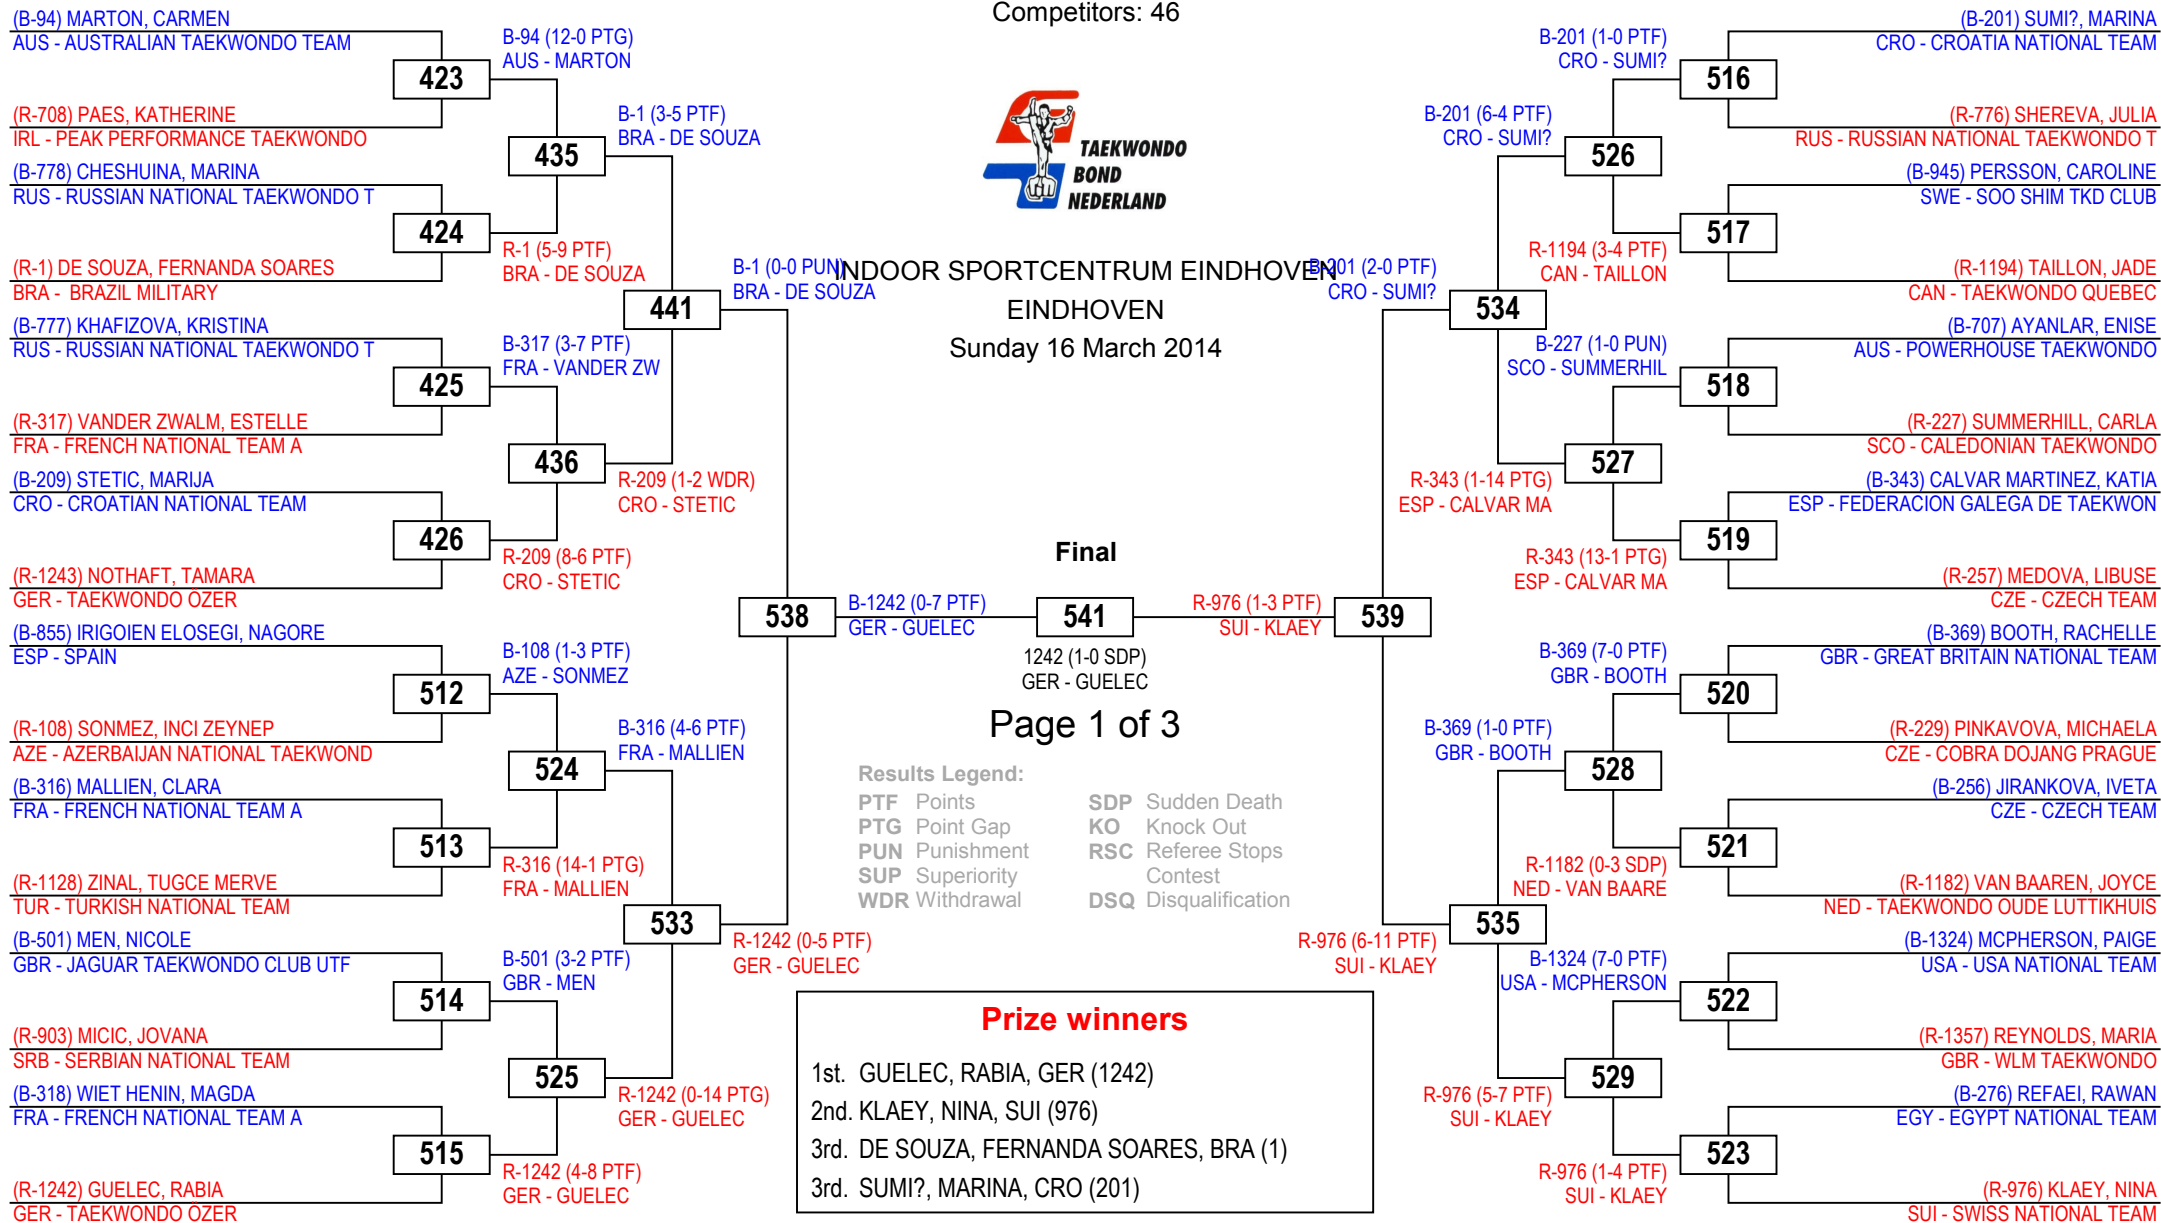 Competitors: 46
TAEKWONDO
BOND
NEDERLAND
INDOOR SPORTCENTRUM EINDHOVEN
EINDHOVEN
Sunday 16 March 2014
(B-94) MARTON, CARMEN
AUS - AUSTRALIAN TAEKWONDO TEAM
423
(R-708) PAES, KATHERINE
IRL - PEAK PERFORMANCE TAEKWONDO
(B-778) CHESHUINA, MARINA
RUS - RUSSIAN NATIONAL TAEKWONDO T
424
(R-1) DE SOUZA, FERNANDA SOARES
BRA - BRAZIL MILITARY
(B-777) KHAFIZOVA, KRISTINA
RUS - RUSSIAN NATIONAL TAEKWONDO T
425
(R-317) VANDER ZWALM, ESTELLE
FRA - FRENCH NATIONAL TEAM A
(B-209) STETIC, MARIJA
CRO - CROATIAN NATIONAL TEAM
426
(R-1243) NOTHAFT, TAMARA
GER - TAEKWONDO OZER
(B-855) IRIGOIEN ELOSEGI, NAGORE
ESP - SPAIN
512
(R-108) SONMEZ, INCI ZEYNEP
AZE - AZERBAIJAN NATIONAL TAEKWOND
(B-316) MALLIEN, CLARA
FRA - FRENCH NATIONAL TEAM A
513
(R-1128) ZINAL, TUGCE MERVE
TUR - TURKISH NATIONAL TEAM
(B-501) MEN, NICOLE
GBR - JAGUAR TAEKWONDO CLUB UTF
514
(R-903) MICIC, JOVANA
SRB - SERBIAN NATIONAL TEAM
(B-318) WIET HENIN, MAGDA
FRA - FRENCH NATIONAL TEAM A
515
(R-1242) GUELEC, RABIA
GER - TAEKWONDO OZER
B-94 (12-0 PTG)
AUS - MARTON
435
R-1 (5-9 PTF)
BRA - DE SOUZA
B-317 (3-7 PTF)
FRA - VANDER ZW
436
R-209 (8-6 PTF)
CRO - STETIC
B-108 (1-3 PTF)
AZE - SONMEZ
524
R-316 (14-1 PTG)
FRA - MALLIEN
B-501 (3-2 PTF)
GBR - MEN
525
R-1242 (4-8 PTF)
GER - GUELEC
B-1 (3-5 PTF)
BRA - DE SOUZA
441
R-209 (1-2 WDR)
CRO - STETIC
B-316 (4-6 PTF)
FRA - MALLIEN
533
R-1242 (0-14 PTG)
GER - GUELEC
B-1 (0-0 PUN)
BRA - DE SOUZA
538
R-1242 (0-5 PTF)
GER - GUELEC
B-1242 (0-7 PTF)
GER - GUELEC
Final
541
1242 (1-0 SDP)
GER - GUELEC
R-976 (1-3 PTF)
SUI - KLAEY
Page 1 of 3
Results Legend:
PTF Points
PTG Point Gap
PUN Punishment
SUP Superiority
WDR Withdrawal
SDP Sudden Death
KO Knock Out
RSC Referee Stops
Contest
DSQ Disqualification
B-201 (2-0 PTF)
CRO - SUMI?
539
R-976 (6-11 PTF)
SUI - KLAEY
B-201 (6-4 PTF)
CRO - SUMI?
534
R-343 (1-14 PTG)
ESP - CALVAR MA
B-369 (1-0 PTF)
GBR - BOOTH
535
R-976 (5-7 PTF)
SUI - KLAEY
B-201 (1-0 PTF)
CRO - SUMI?
526
R-1194 (3-4 PTF)
CAN - TAILLON
B-227 (1-0 PUN)
SCO - SUMMERHIL
527
R-343 (13-1 PTG)
ESP - CALVAR MA
B-369 (7-0 PTF)
GBR - BOOTH
528
R-1182 (0-3 SDP)
NED - VAN BAARE
B-1324 (7-0 PTF)
USA - MCPHERSON
529
R-976 (1-4 PTF)
SUI - KLAEY
(B-201) SUMI?, MARINA
CRO - CROATIA NATIONAL TEAM
516
(R-776) SHEREVA, JULIA
RUS - RUSSIAN NATIONAL TAEKWONDO T
(B-945) PERSSON, CAROLINE
SWE - SOO SHIM TKD CLUB
517
(R-1194) TAILLON, JADE
CAN - TAEKWONDO QUEBEC
(B-707) AYANLAR, ENISE
AUS - POWERHOUSE TAEKWONDO
518
(R-227) SUMMERHILL, CARLA
SCO - CALEDONIAN TAEKWONDO
(B-343) CALVAR MARTINEZ, KATIA
ESP - FEDERACION GALEGA DE TAEKWON
519
(R-257) MEDOVA, LIBUSE
CZE - CZECH TEAM
(B-369) BOOTH, RACHELLE
GBR - GREAT BRITAIN NATIONAL TEAM
520
(R-229) PINKAVOVA, MICHAELA
CZE - COBRA DOJANG PRAGUE
(B-256) JIRANKOVA, IVETA
CZE - CZECH TEAM
521
(R-1182) VAN BAAREN, JOYCE
NED - TAEKWONDO OUDE LUTTIKHUIS
(B-1324) MCPHERSON, PAIGE
USA - USA NATIONAL TEAM
522
(R-1357) REYNOLDS, MARIA
GBR - WLM TAEKWONDO
(B-276) REFAEI, RAWAN
EGY - EGYPT NATIONAL TEAM
523
(R-976) KLAEY, NINA
SUI - SWISS NATIONAL TEAM
Prize winners
1st. GUELEC, RABIA, GER (1242)
2nd. KLAEY, NINA, SUI (976)
3rd. DE SOUZA, FERNANDA SOARES, BRA (1)
3rd. SUMI?, MARINA, CRO (201)